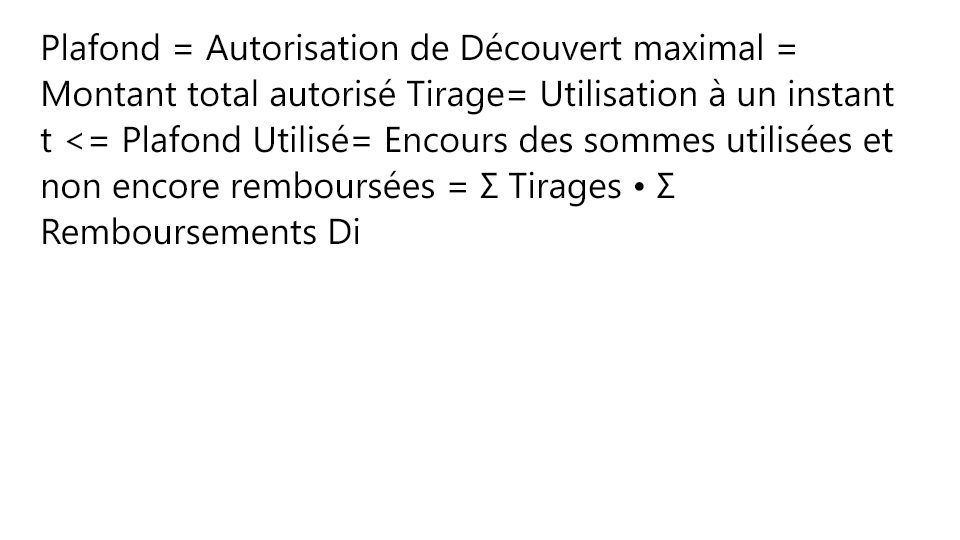 Plafond = Autorisation de Découvert maximal =
Montant total autorisé Tirage= Utilisation à un instant
t <= Plafond Utilisé= Encours des sommes utilisées et
non encore remboursées = Σ Tirages • Σ
Remboursements Di